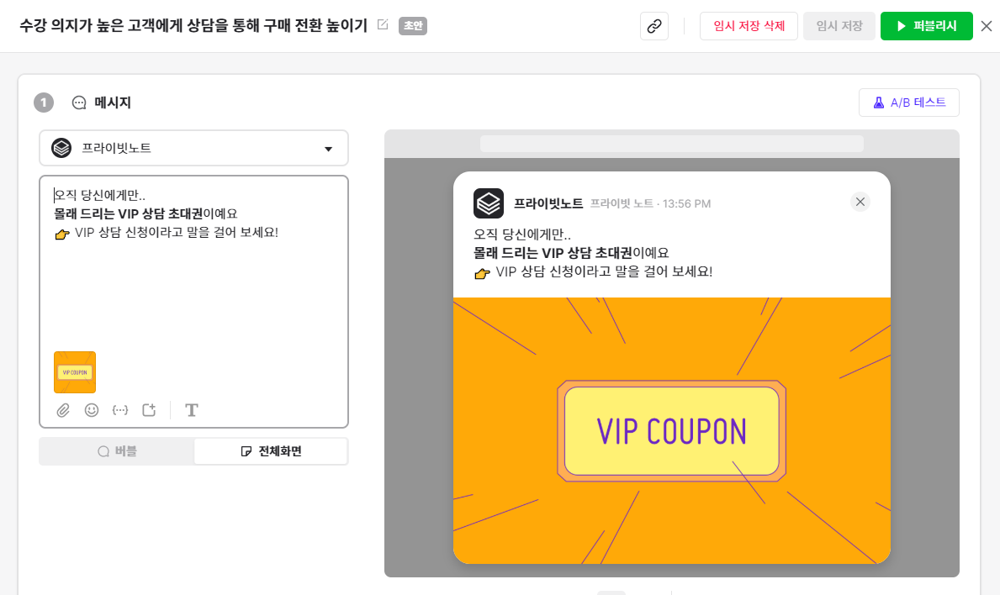 수강 의지가 높은 고객에게 상담을 통해 구매 전환 높이기 초안
임시 저장 삭제 임시 저장 퍼블리시
1 메시지
A/B 테스트
프라이빗노트
오직 당신에게만..
몰래 드리는 VIP 상담 초대권이예요
👉 VIP 상담 신청이라고 말을 걸어 보세요!
VIP COUPON
버블 전체화면
프라이빗노트 프라이빗 노트 · 13:56 PM
오직 당신에게만..
몰래 드리는 VIP 상담 초대권이예요
👉 VIP 상담 신청이라고 말을 걸어 보세요!
VIP COUPON